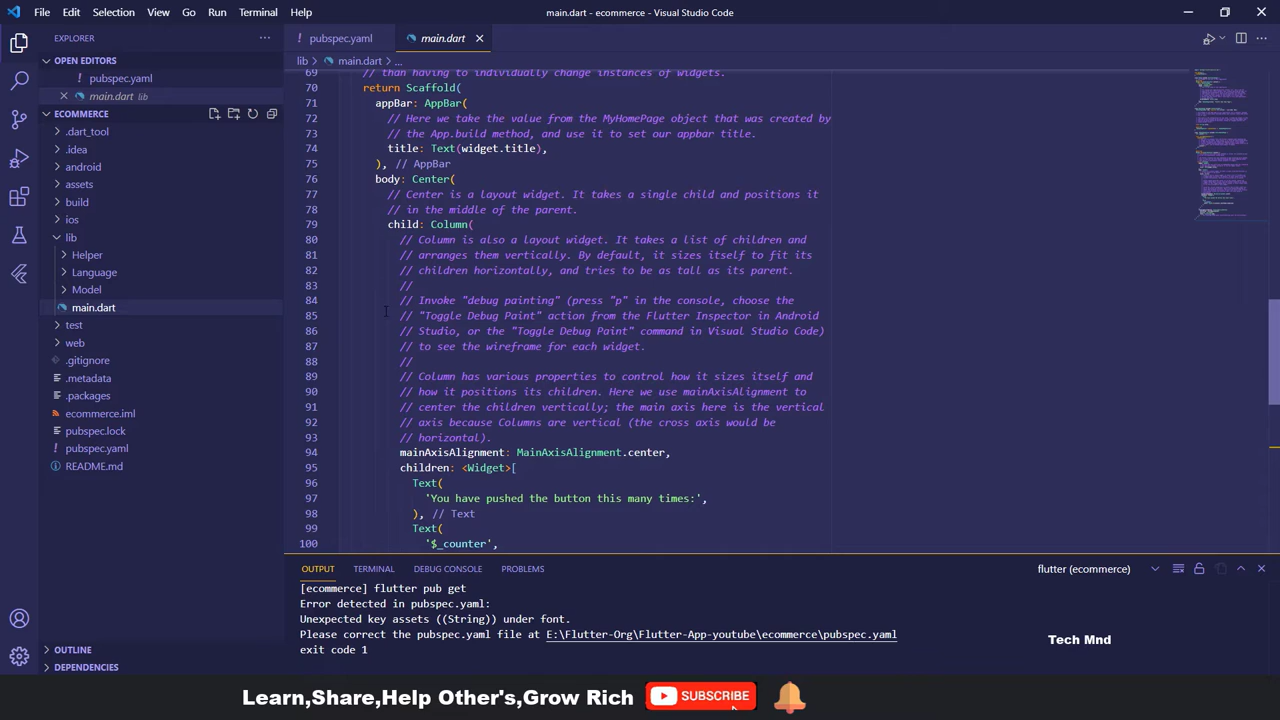 File Edit Selection View Go Run Terminal Help
main.dart - ecommerce - Visual Studio Code
EXPLORER
OPEN EDITORS
pubspec.yaml
main.dart lib
ECOMMERCE
.dart_tool
.idea
android
assets
build
ios
lib
Helper
Language
Model
main.dart
test
web
.gitignore
.metadata
.packages
ecommerce.iml
pubspec.lock
pubspec.yaml
README.md
OUTLINE
DEPENDENCIES
pubspec.yaml main.dart
lib > main.dart > ...
69 // than having to individually change instances of widgets.
70 return Scaffold(
71 appBar: AppBar(
72 // Here we take the value from the MyHomePage object that was created by
73 // the App.build method, and use it to set our appbar title.
74 title: Text(widget.title),
75 ), // AppBar
76 body: Center(
77 // Center is a layout widget. It takes a single child and positions it
78 // in the middle of the parent.
79 child: Column(
80 // Column is also a layout widget. It takes a list of children and
81 // arranges them vertically. By default, it sizes itself to fit its
82 // children horizontally, and tries to be as tall as its parent.
83 //
84 // Invoke "debug painting" (press "p" in the console, choose the
85 // "Toggle Debug Paint" action from the Flutter Inspector in Android
86 // Studio, or the "Toggle Debug Paint" command in Visual Studio Code)
87 // to see the wireframe for each widget.
88 //
89 // Column has various properties to control how it sizes itself and
90 // how it positions its children. Here we use mainAxisAlignment to
91 // center the children vertically; the main axis here is the vertical
92 // axis because Columns are vertical (the cross axis would be
93 // horizontal).
94 mainAxisAlignment: MainAxisAlignment.center,
95 children: <Widget>[
96 Text(
97 'You have pushed the button this many times:',
98 ), // Text
99 Text(
100 '$_counter',
OUTPUT TERMINAL DEBUG CONSOLE PROBLEMS
flutter (ecommerce)
[ecommerce] flutter pub get
Error detected in pubspec.yaml:
Unexpected key assets ((String)) under font.
Please correct the pubspec.yaml file at E:\Flutter-Org\Flutter-App-youtube\ecommerce\pubspec.yaml
exit code 1
Tech Mnd
Learn,Share,Help Other's,Grow Rich
SUBSCRIBE